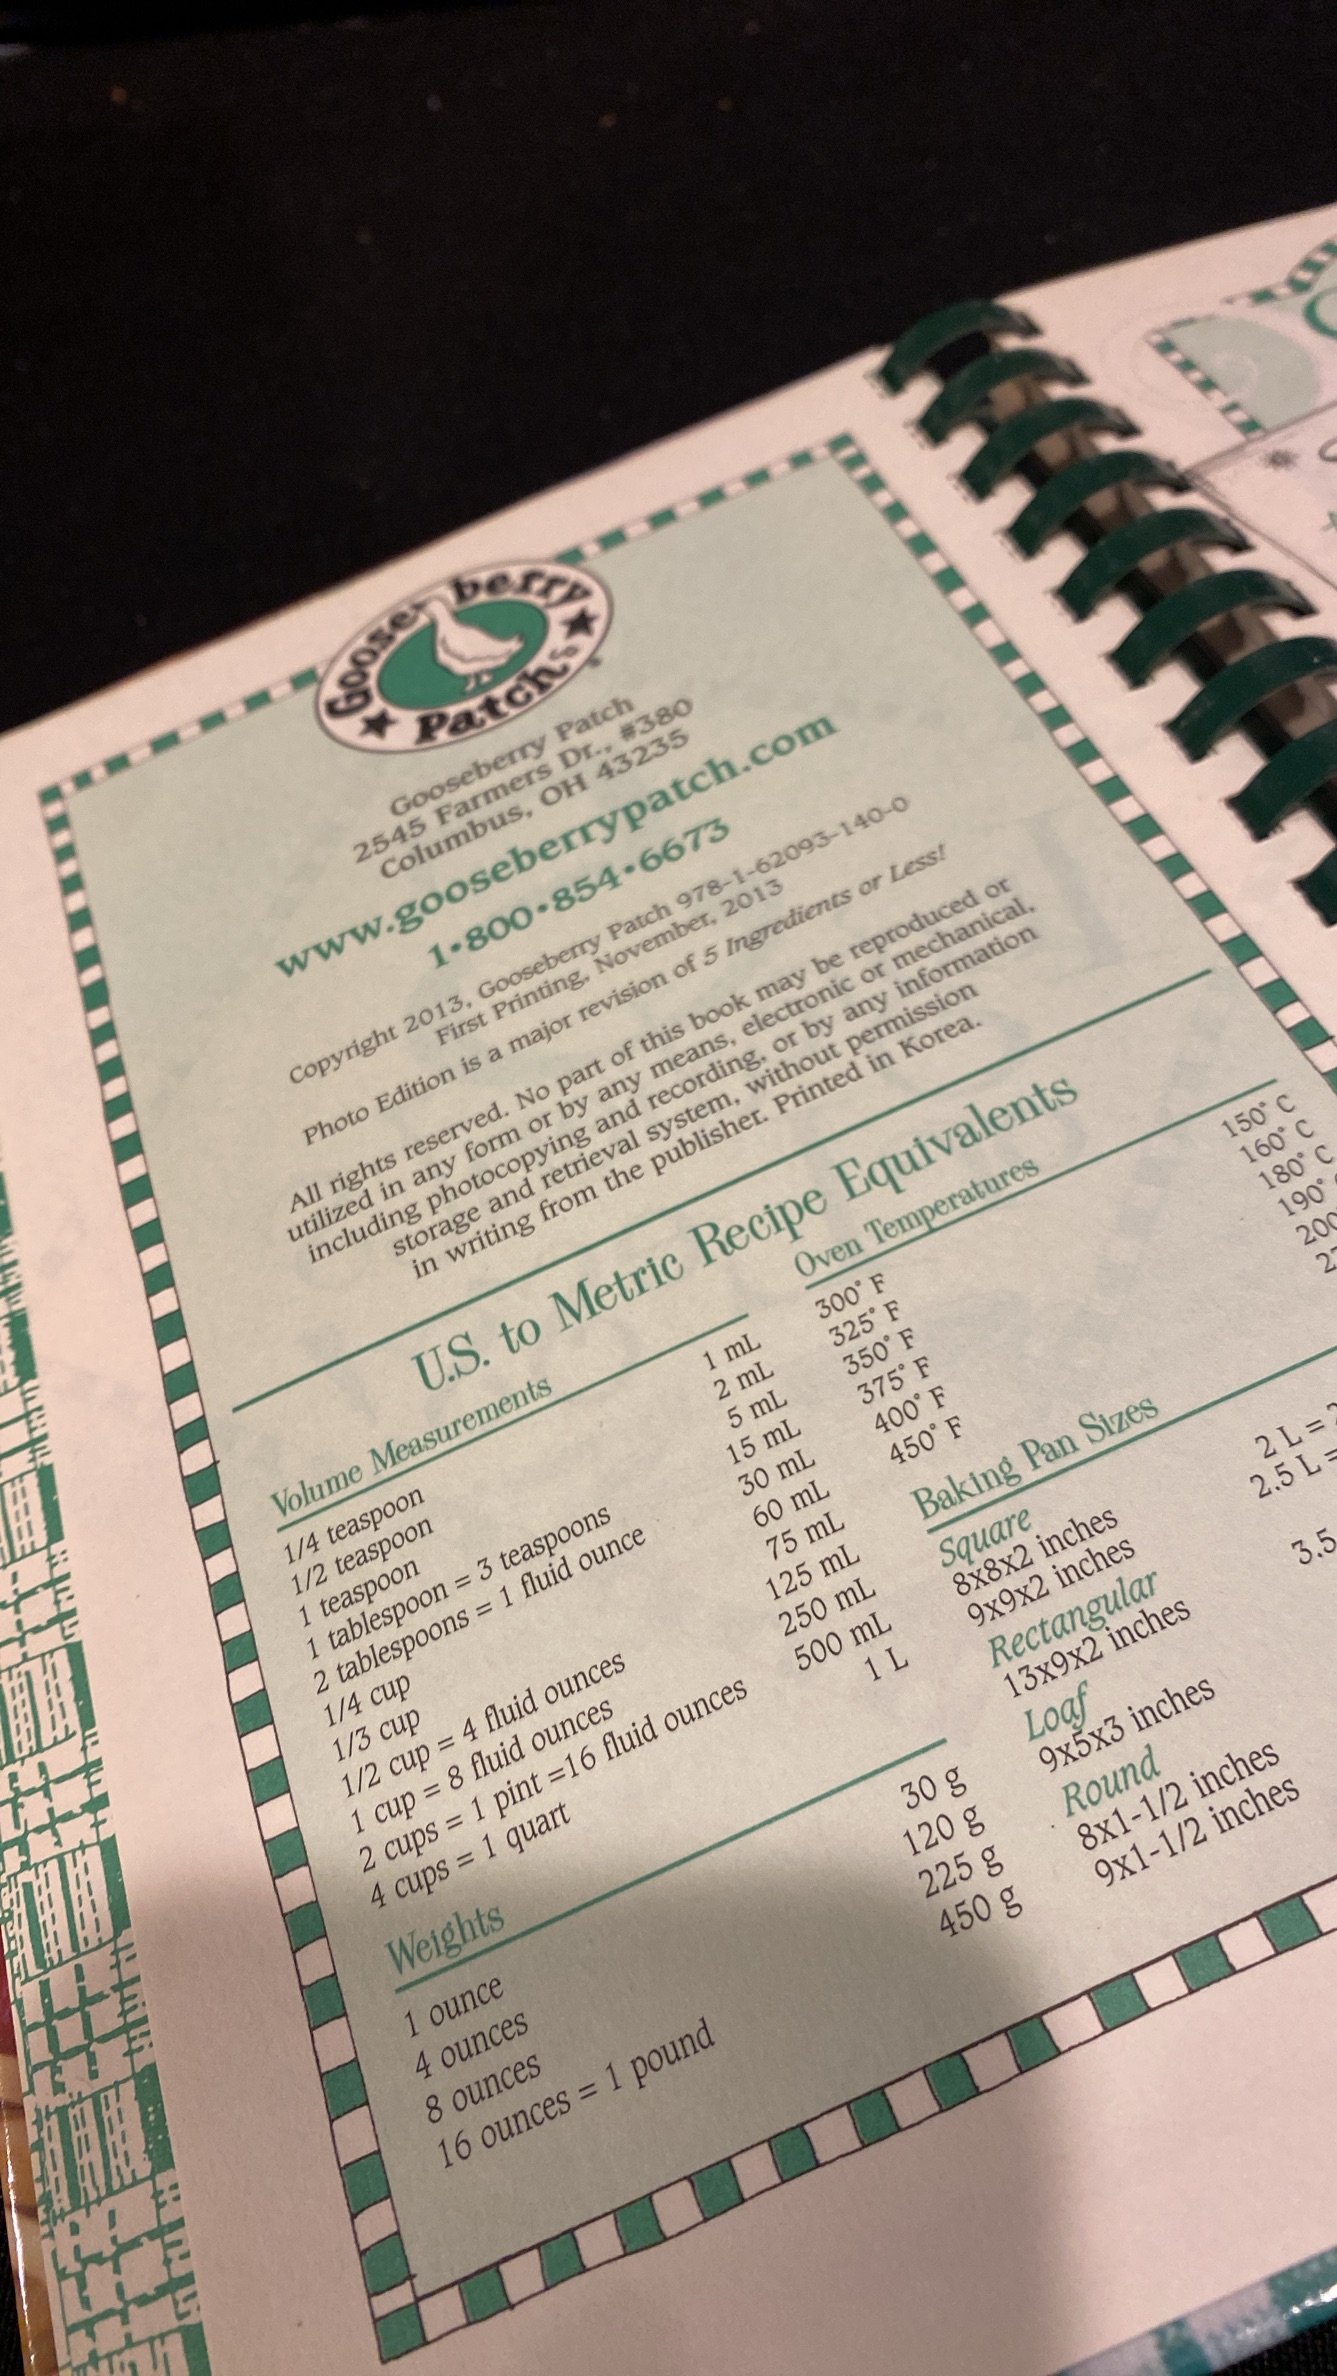 Gooseberry Patch Co.
Gooseberry Patch
2545 Farmers Dr., #380
Columbus, OH 43235
www.gooseberrypatch.com
1•800•854•6673
Copyright 2013, Gooseberry Patch 978-1-62093-140-0
First Printing, November, 2013
Photo Edition is a major revision of 5 Ingredients or Less!
All rights reserved. No part of this book may be reproduced or
utilized in any form or by any means, electronic or mechanical,
including photocopying and recording, or by any information
storage and retrieval system, without permission
in writing from the publisher. Printed in Korea.
U.S. to Metric Recipe Equivalents
Volume Measurements
1/4 teaspoon 1 mL
1/2 teaspoon 2 mL
1 teaspoon 5 mL
1 tablespoon = 3 teaspoons 15 mL
2 tablespoons = 1 fluid ounce 30 mL
1/4 cup 60 mL
1/3 cup 75 mL
1/2 cup = 4 fluid ounces 125 mL
1 cup = 8 fluid ounces 250 mL
2 cups = 1 pint =16 fluid ounces 500 mL
4 cups = 1 quart 1 L
Weights
1 ounce 30 g
4 ounces 120 g
8 ounces 225 g
16 ounces = 1 pound 450 g
Oven Temperatures
300° F 150° C
325° F 160° C
350° F 180° C
375° F 190°
400° F 200
450° F
Baking Pan Sizes
Square
8x8x2 inches 2 L =
9x9x2 inches 2.5 L =
Rectangular
13x9x2 inches 3.5
Loaf
9x5x3 inches
Round
8x1-1/2 inches
9x1-1/2 inches